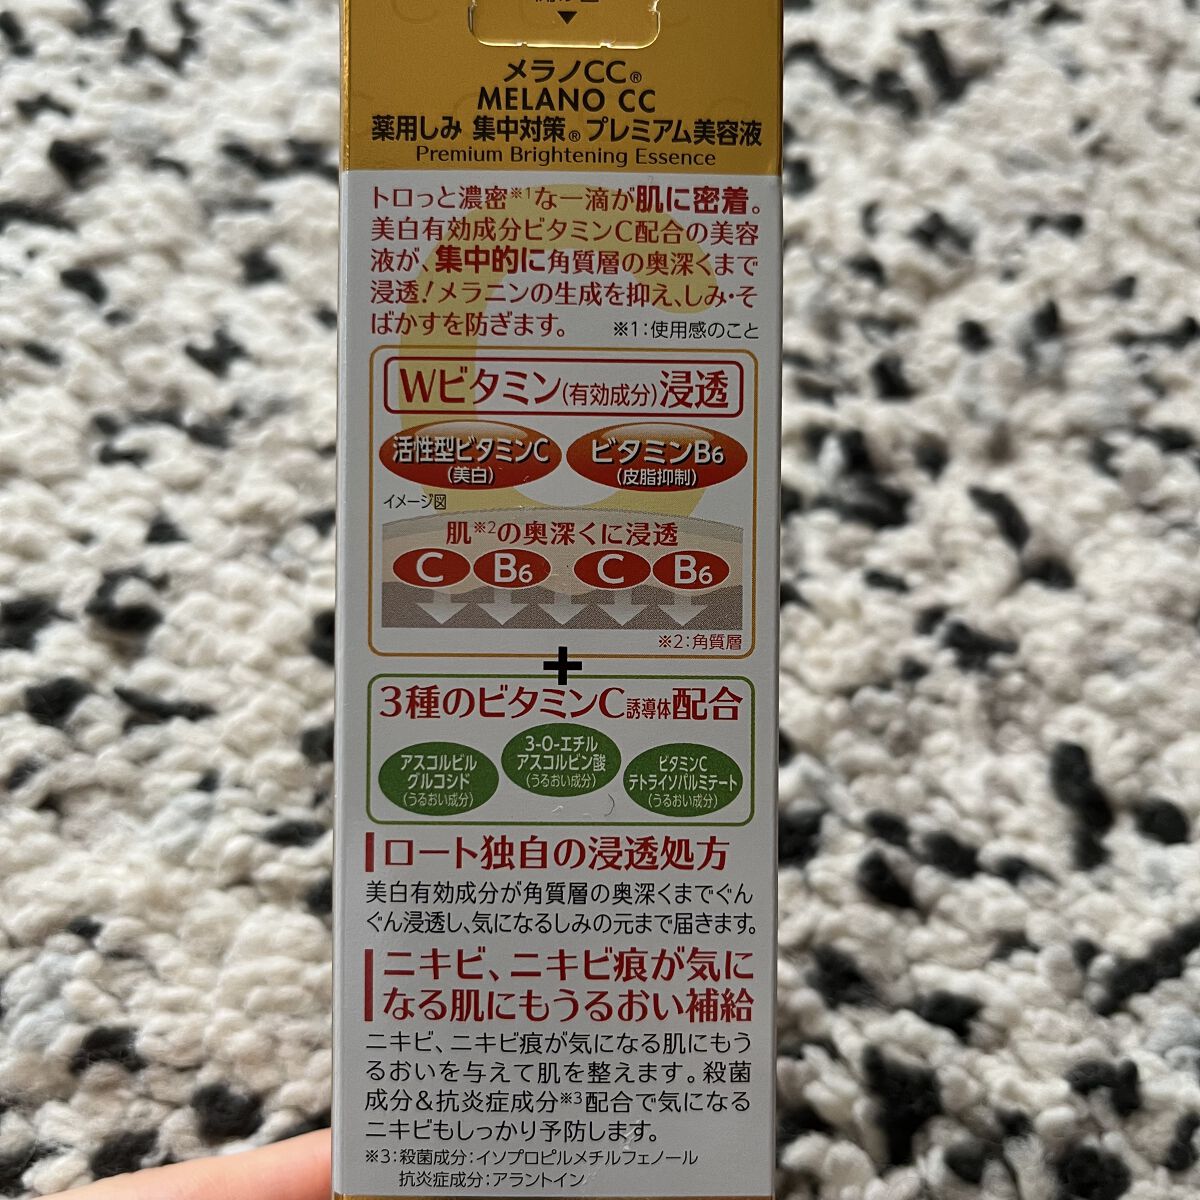 メラノCC®
MELANO CC
薬用しみ 集中対策® プレミアム美容液
Premium Brightening Essence
トロっと濃密※1な一滴が肌に密着。
美白有効成分ビタミンC配合の美容
液が、集中的に角質層の奥深くまで
浸透!メラニンの生成を抑え、しみ・そ
ばかすを防ぎます。 ※1:使用感のこと
Wビタミン(有効成分)浸透
活性型ビタミンC
(美白)
ビタミンB6
(皮脂抑制)
イメージ図
肌※2の奥深くに浸透
C B6 C B6
※2:角質層
+
3種のビタミンC誘導体配合
アスコルビル
グルコシド
(うるおい成分)
3-O-エチル
アスコルビン酸
(うるおい成分)
ビタミンC
テトライソパルミテート
(うるおい成分)
ロート独自の浸透処方
美白有効成分が角質層の奥深くまでぐん
ぐん浸透し、気になるしみの元まで届きます。
ニキビ、ニキビ痕が気に
なる肌にもうるおい補給
ニキビ、ニキビ痕が気になる肌にもう
るおいを与えて肌を整えます。殺菌
成分&抗炎症成分※3配合で気になる
ニキビもしっかり予防します。
※3:殺菌成分:イソプロピルメチルフェノール
抗炎症成分:アラントイン